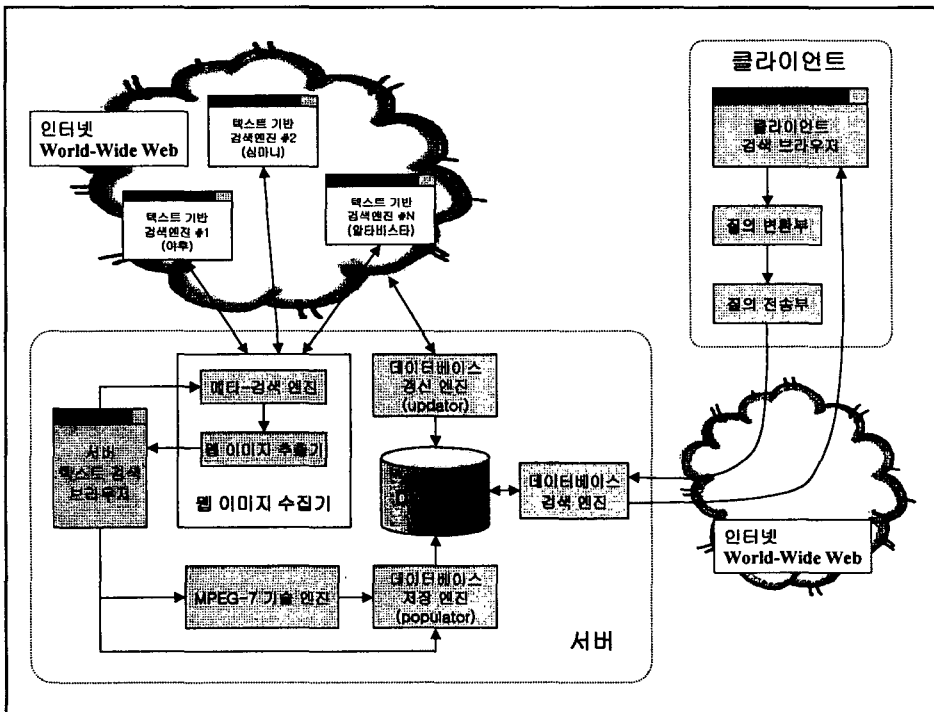 인터넷
World-Wide Web
텍스트 기반
검색엔진 #2
(심마니)
텍스트 기반
검색엔진 #1
(야후)
텍스트 기반
검색엔진 #N
(알타비스타)
클라이언트
클라이언트
검색 브라우저
질의 변환부
질의 전송부
메타-검색 엔진
웹 이미지 추출기
웹 이미지 수집기
서버
텍스트 검색
브라우저
데이터베이스
갱신 엔진
(updator)
데이터베이스
검색 엔진
인터넷
World-Wide Web
MPEG-7 기술 엔진
데이터베이스
저장 엔진
(populator)
서버